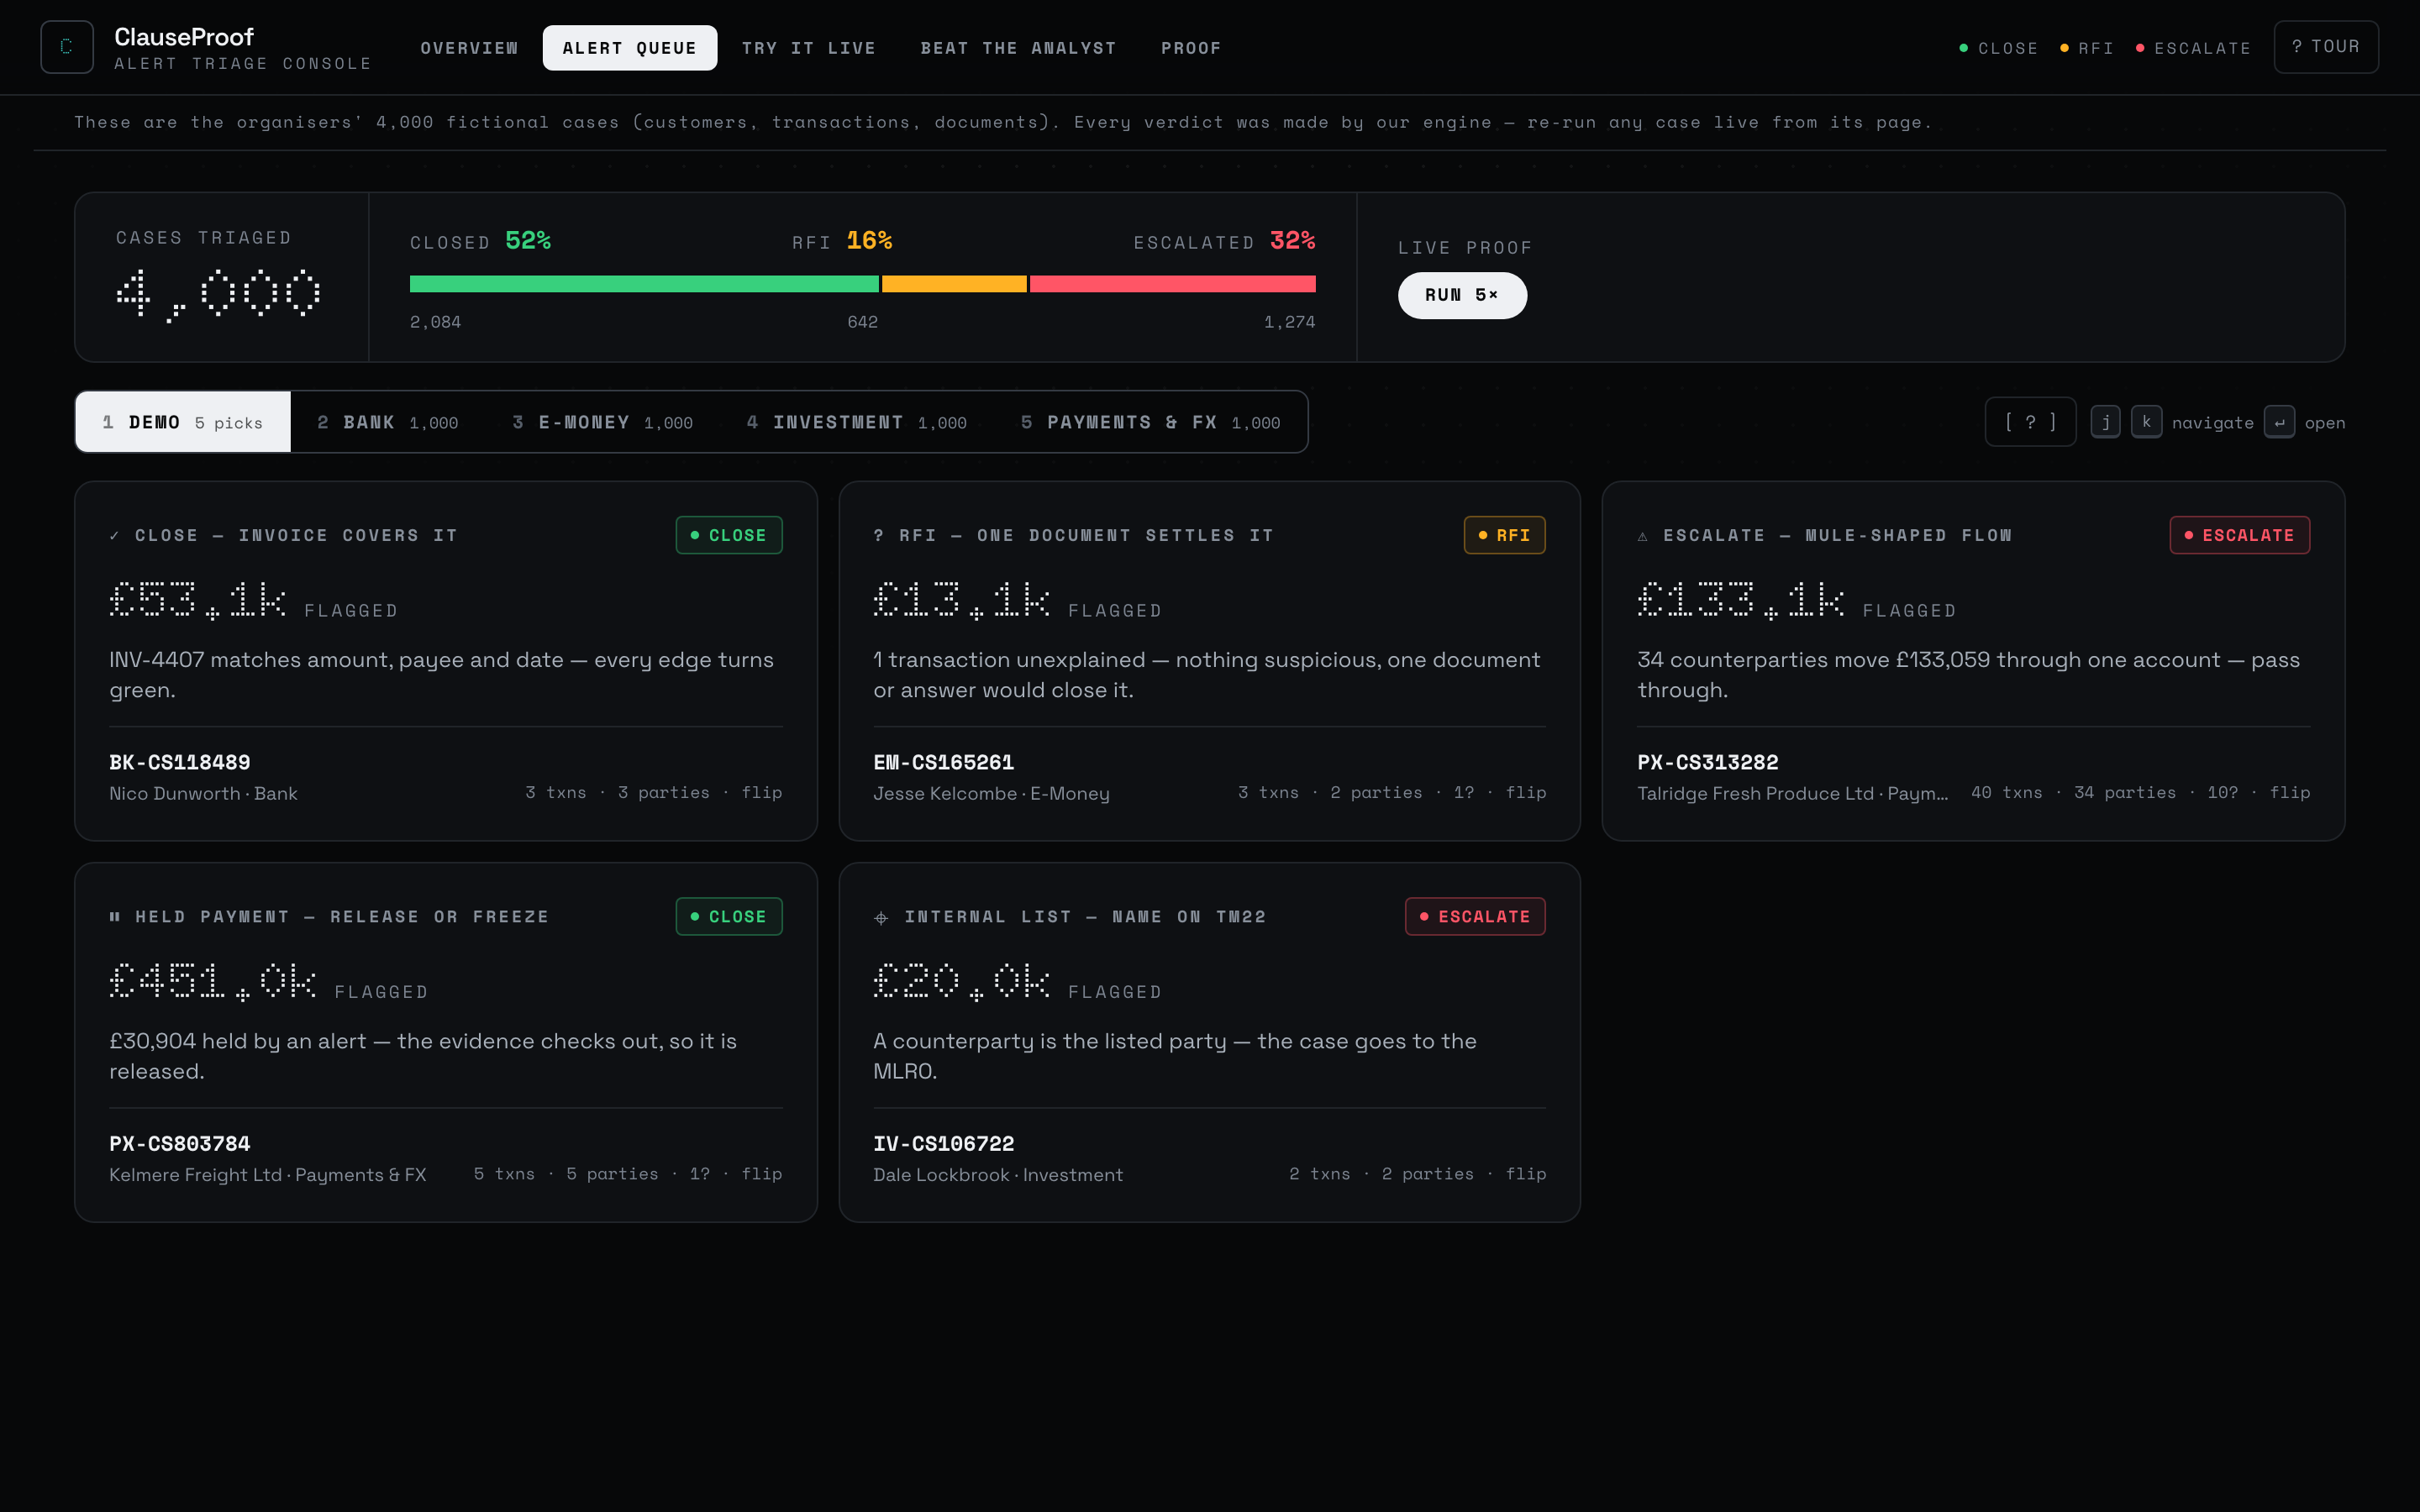 C
ClauseProof
ALERT TRIAGE CONSOLE
OVERVIEW
ALERT QUEUE
TRY IT LIVE
BEAT THE ANALYST
PROOF
CLOSE
RFI
ESCALATE
? TOUR
These are the organisers' 4,000 fictional cases (customers, transactions, documents). Every verdict was made by our engine — re-run any case live from its page.
CASES TRIAGED
4,000
CLOSED 52%
RFI 16%
ESCALATED 32%
2,084
642
1,274
LIVE PROOF
RUN 5×
1 DEMO 5 picks
2 BANK 1,000
3 E-MONEY 1,000
4 INVESTMENT 1,000
5 PAYMENTS & FX 1,000
[ ? ]
j k navigate ↵ open
✓ CLOSE — INVOICE COVERS IT
CLOSE
£53.1k FLAGGED
INV-4407 matches amount, payee and date — every edge turns
green.
BK-CS118489
Nico Dunworth · Bank
3 txns · 3 parties · flip
? RFI — ONE DOCUMENT SETTLES IT
RFI
£13.1k FLAGGED
1 transaction unexplained — nothing suspicious, one document
or answer would close it.
EM-CS165261
Jesse Kelcombe · E-Money
3 txns · 2 parties · 1? · flip
⚠ ESCALATE — MULE-SHAPED FLOW
ESCALATE
£133.1k FLAGGED
34 counterparties move £133,059 through one account — pass
through.
PX-CS313282
Talridge Fresh Produce Ltd · Paym…
40 txns · 34 parties · 10? · flip
HELD PAYMENT — RELEASE OR FREEZE
CLOSE
£451.0k FLAGGED
£30,904 held by an alert — the evidence checks out, so it is
released.
PX-CS803784
Kelmere Freight Ltd · Payments & FX
5 txns · 5 parties · 1? · flip
INTERNAL LIST — NAME ON TM22
ESCALATE
£20.0k FLAGGED
A counterparty is the listed party — the case goes to the
MLRO.
IV-CS106722
Dale Lockbrook · Investment
2 txns · 2 parties · flip